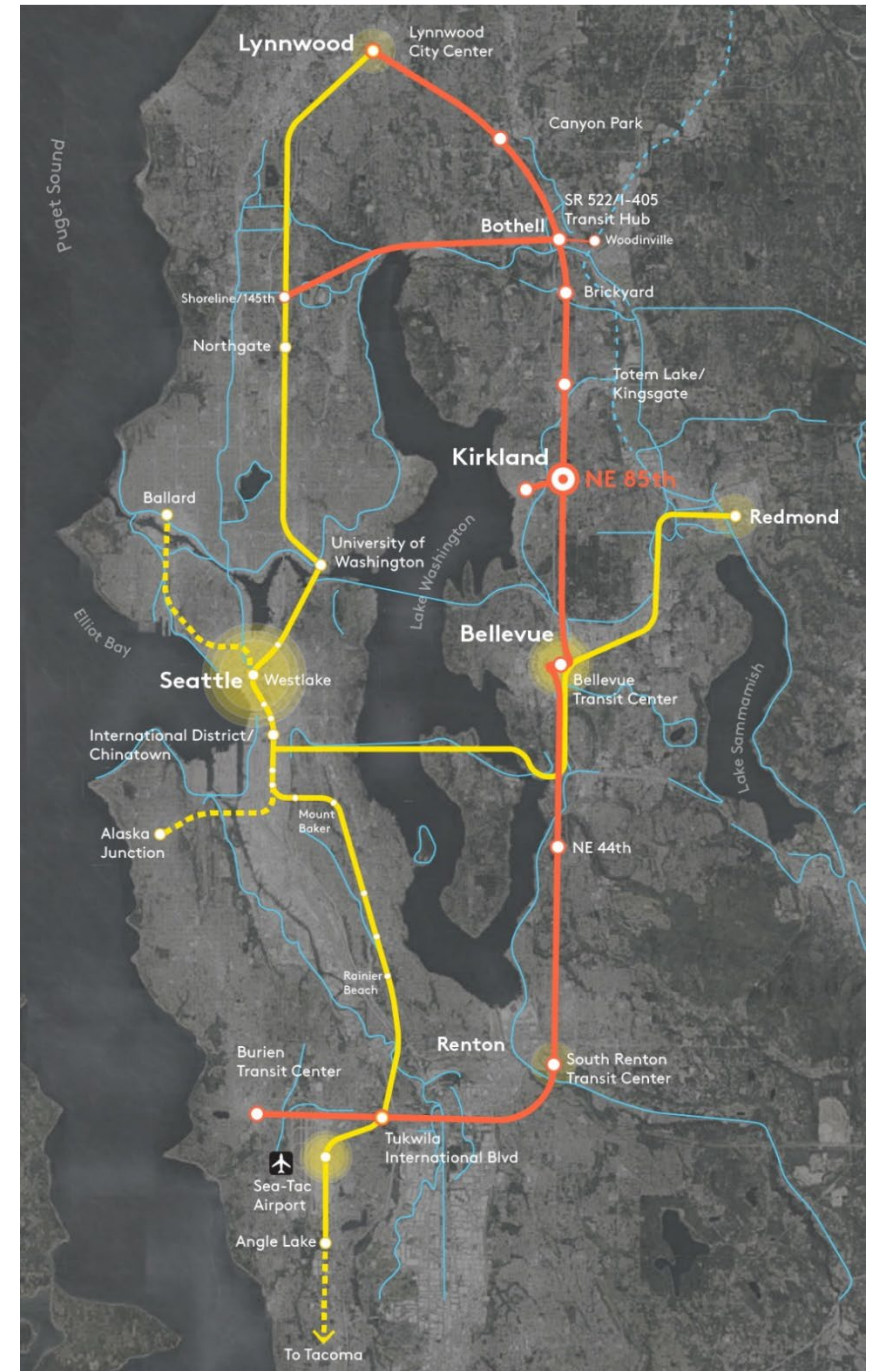 Lynnwood
Lynnwood
City Center
Canyon Park
Puget Sound
SR 522/I-405
Transit Hub
Bothell
Woodinville
Brickyard
Shoreline/145th
Northgate
Totem Lake/
Kingsgate
Kirkland
NE 85th
Ballard
Redmond
University of
Washington
Lake Washington
Elliot Bay
Bellevue
Seattle
Westlake
Bellevue
Transit Center
Lake Sammamish
International District/
Chinatown
Mount
Baker
Alaska
Junction
NE 44th
Rainier
Beach
Renton
Burien
Transit Center
South Renton
Transit Center
Tukwila
International Blvd
Sea-Tac
Airport
Angle Lake
To Tacoma